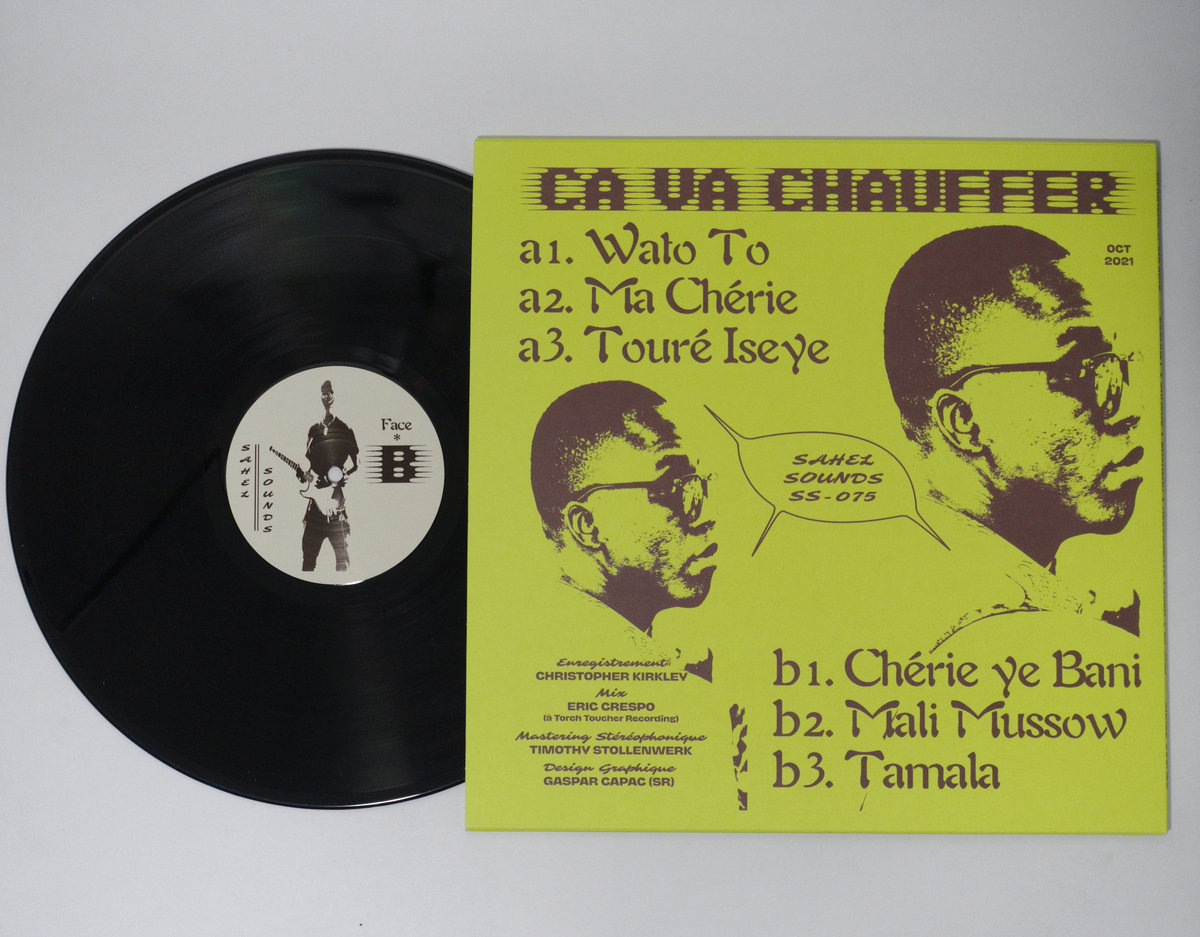 CA VA CHAUFFER
a1. Wato To
a2. Ma Chérie
a3. Touré Iseye
OCT
2021
SAHEL
SOUNDS
SS-075
Face
*
B
SAHEL
SOUNDS
Enregistrement
CHRISTOPHER KIRKLEY
Mix
ERIC CRESPO
(à Torch Toucher Recording)
Mastering Stéréophonique
TIMOTHY STOLLENWERK
Design Graphique
GASPAR CAPAC (SR)
b1. Chérie ye Bani
b2. Mali Mussow
b3. Tamala